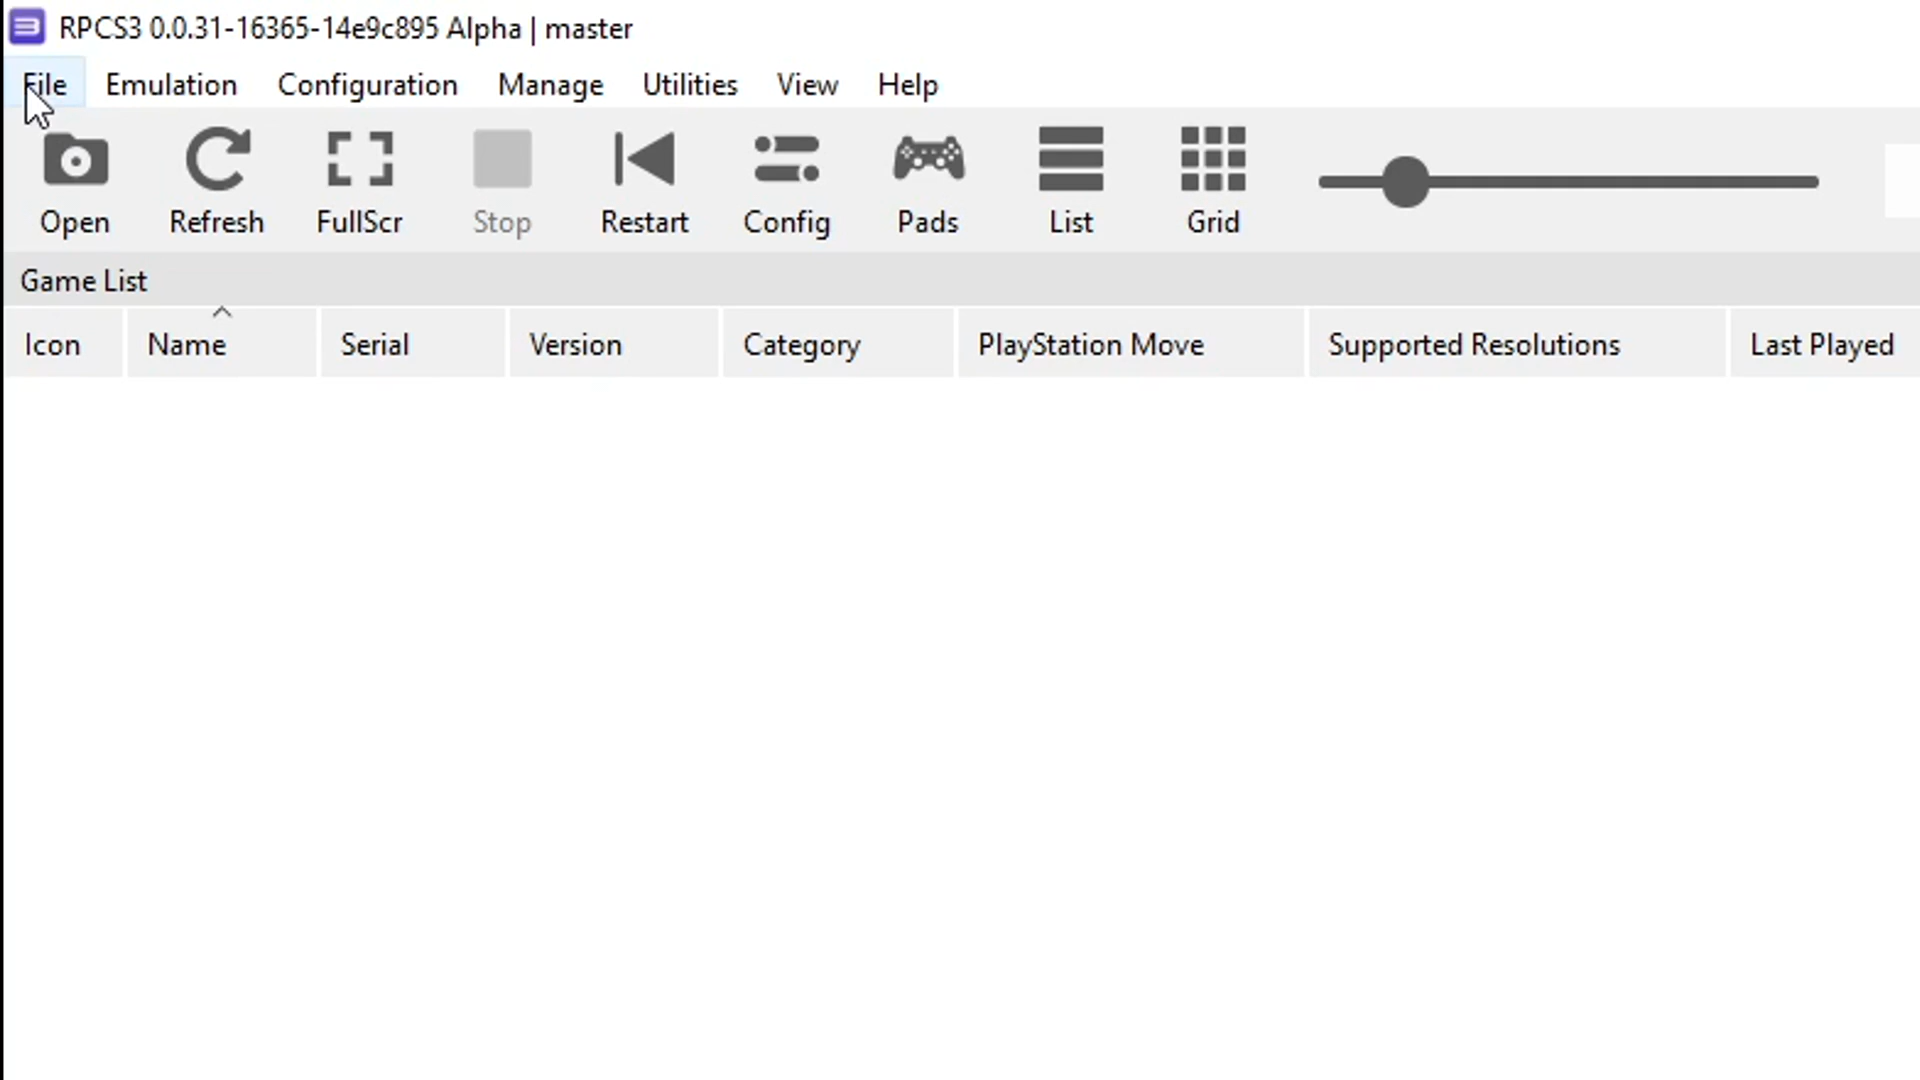 RPCS3 0.0.31-16365-14e9c895 Alpha | master
File Emulation Configuration Manage Utilities View Help
Open Refresh FullScr Stop Restart Config Pads List Grid
Game List
Icon Name Serial Version Category PlayStation Move Supported Resolutions Last Played